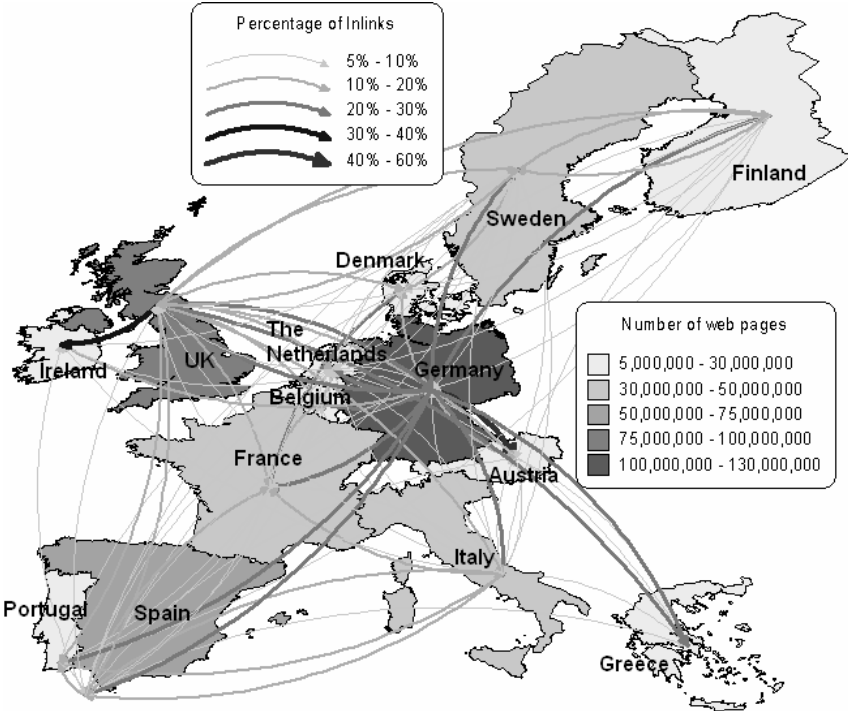 Percentage of Inlinks
5% - 10%
10% - 20%
20% - 30%
30% - 40%
40% - 60%
Finland
Sweden
Denmark
Number of web pages
5,000,000 - 30,000,000
30,000,000 - 50,000,000
50,000,000 - 75,000,000
75,000,000 - 100,000,000
100,000,000 - 130,000,000
The
Netherlands
Ireland
UK
Germany
Belgium
France
Austria
Italy
Portugal
Spain
Greece